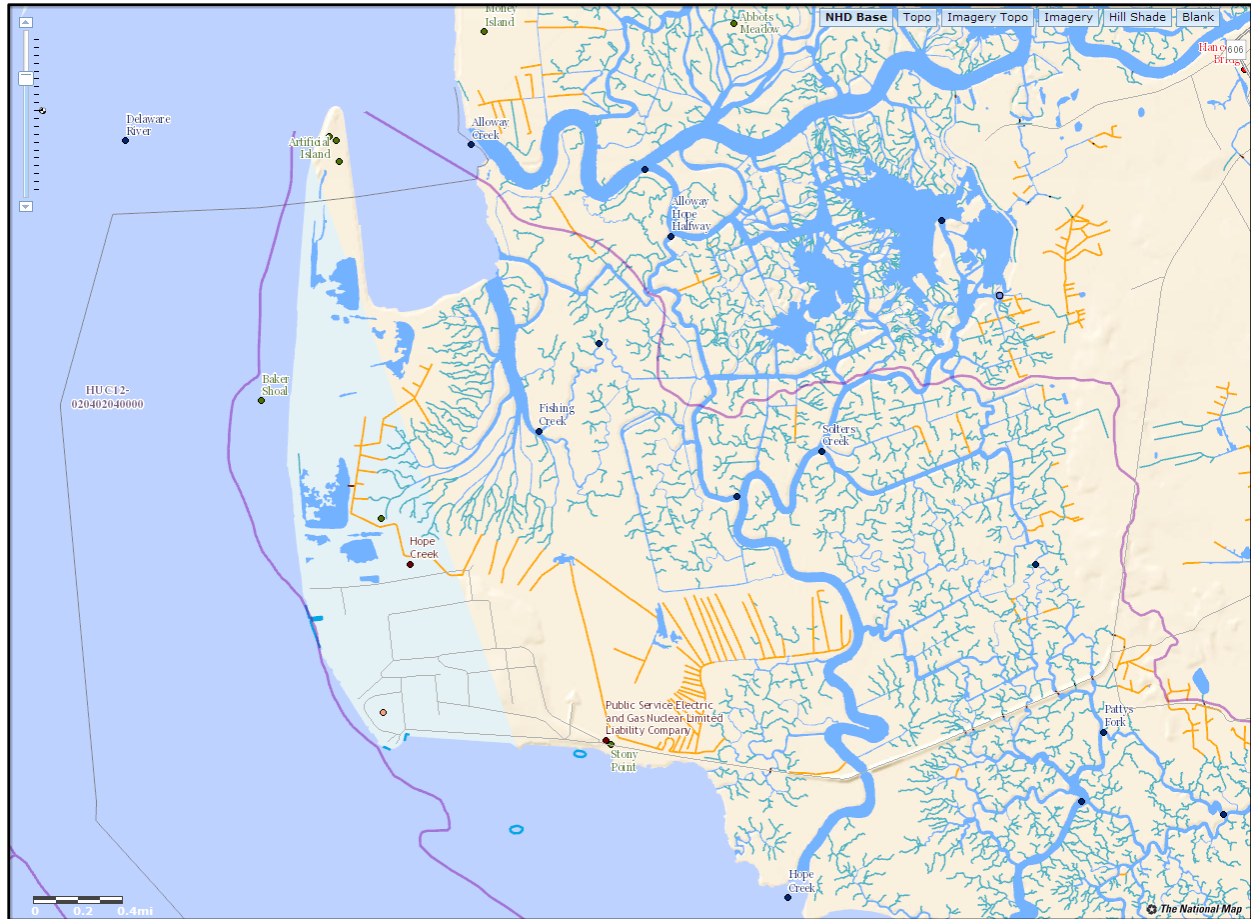 Money
Island
Abbots
Meadow
NHD Base Topo Imagery Topo Imagery Hill Shade Blank
606
Delaware
River
Alloway
Creek
Artificial
Island
Alloway
Hope
Halfway
HUC12-
020402040000
Baker
Shoal
Fishing
Creek
Salters
Creek
Hope
Creek
Public Service Electric
and Gas Nuclear Limited
Liability Company
Stony
Point
Pattys
Fork
Hope
Creek
0 0.2 0.4mi
The National Map